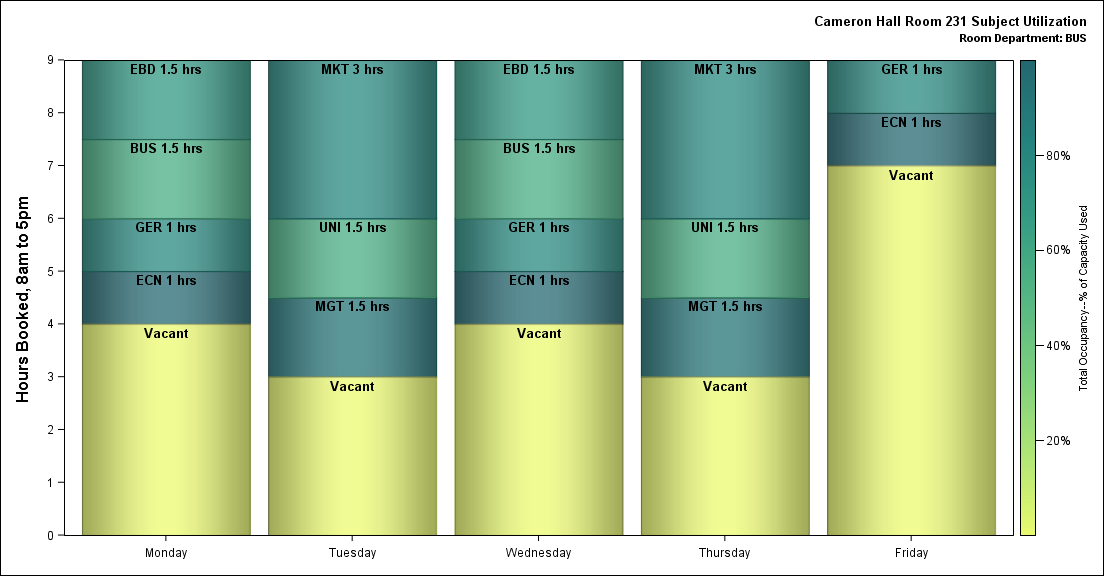 Cameron Hall Room 231 Subject Utilization
Room Department: BUS
Hours Booked, 8am to 5pm
9
8
7
6
5
4
3
2
1
0
EBD 1.5 hrs
BUS 1.5 hrs
GER 1 hrs
ECN 1 hrs
Vacant
MKT 3 hrs
UNI 1.5 hrs
MGT 1.5 hrs
Vacant
EBD 1.5 hrs
BUS 1.5 hrs
GER 1 hrs
ECN 1 hrs
Vacant
MKT 3 hrs
UNI 1.5 hrs
MGT 1.5 hrs
Vacant
GER 1 hrs
ECN 1 hrs
Vacant
Monday
Tuesday
Wednesday
Thursday
Friday
80%
60%
40%
20%
Total Occupancy--% of Capacity Used